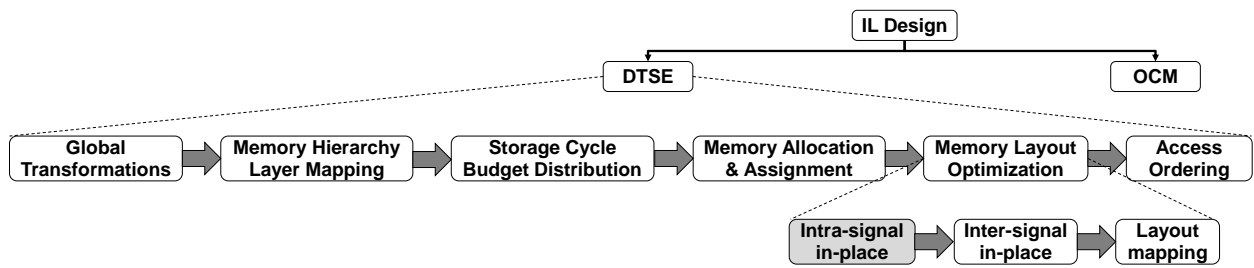 IL Design
DTSE
OCM
Global
Transformations
Memory Hierarchy
Layer Mapping
Storage Cycle
Budget Distribution
Memory Allocation
& Assignment
Memory Layout
Optimization
Access
Ordering
Intra-signal
in-place
Inter-signal
in-place
Layout
mapping